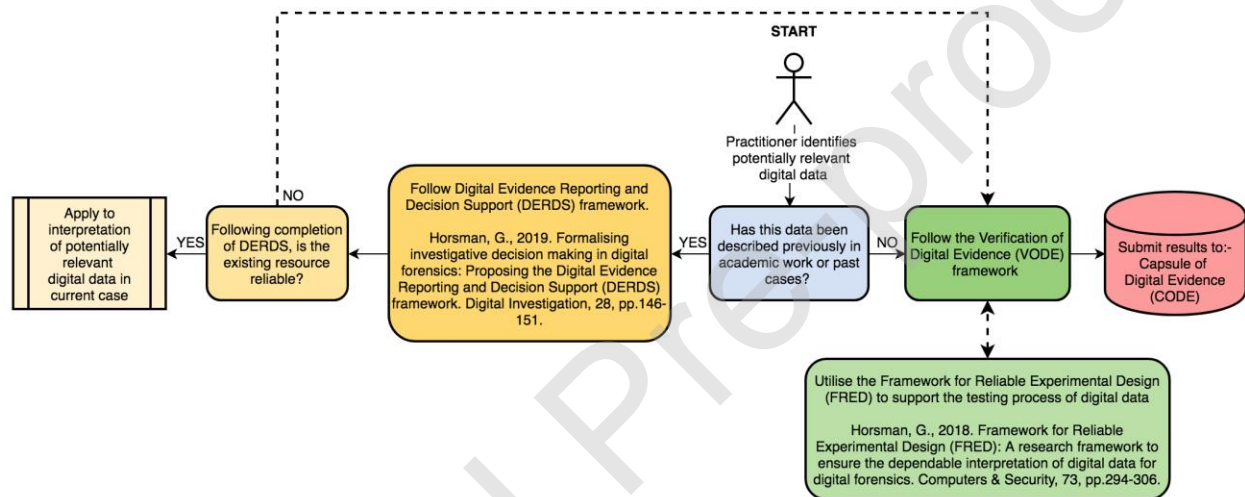 START
Practitioner identifies
potentially relevant
digital data
Has this data been
described previously in
academic work or past
cases?
YES
NO
Follow Digital Evidence Reporting and
Decision Support (DERDS) framework.
Horsman, G., 2019. Formalising
investigative decision making in digital
forensics: Proposing the Digital Evidence
Reporting and Decision Support (DERDS)
framework. Digital Investigation, 28, pp.146-
151.
Following completion
of DERDS, is the
existing resource
reliable?
YES
NO
Apply to
interpretation
of potentially
relevant
digital data in
current case
Follow the Verification of
Digital Evidence (VODE)
framework
Submit results to:-
Capsule of
Digital Evidence
(CODE)
Utilise the Framework for Reliable Experimental Design
(FRED) to support the testing process of digital data
Horsman, G., 2018. Framework for Reliable
Experimental Design (FRED): A research framework to
ensure the dependable interpretation of digital data for
digital forensics. Computers & Security, 73, pp.294-306.